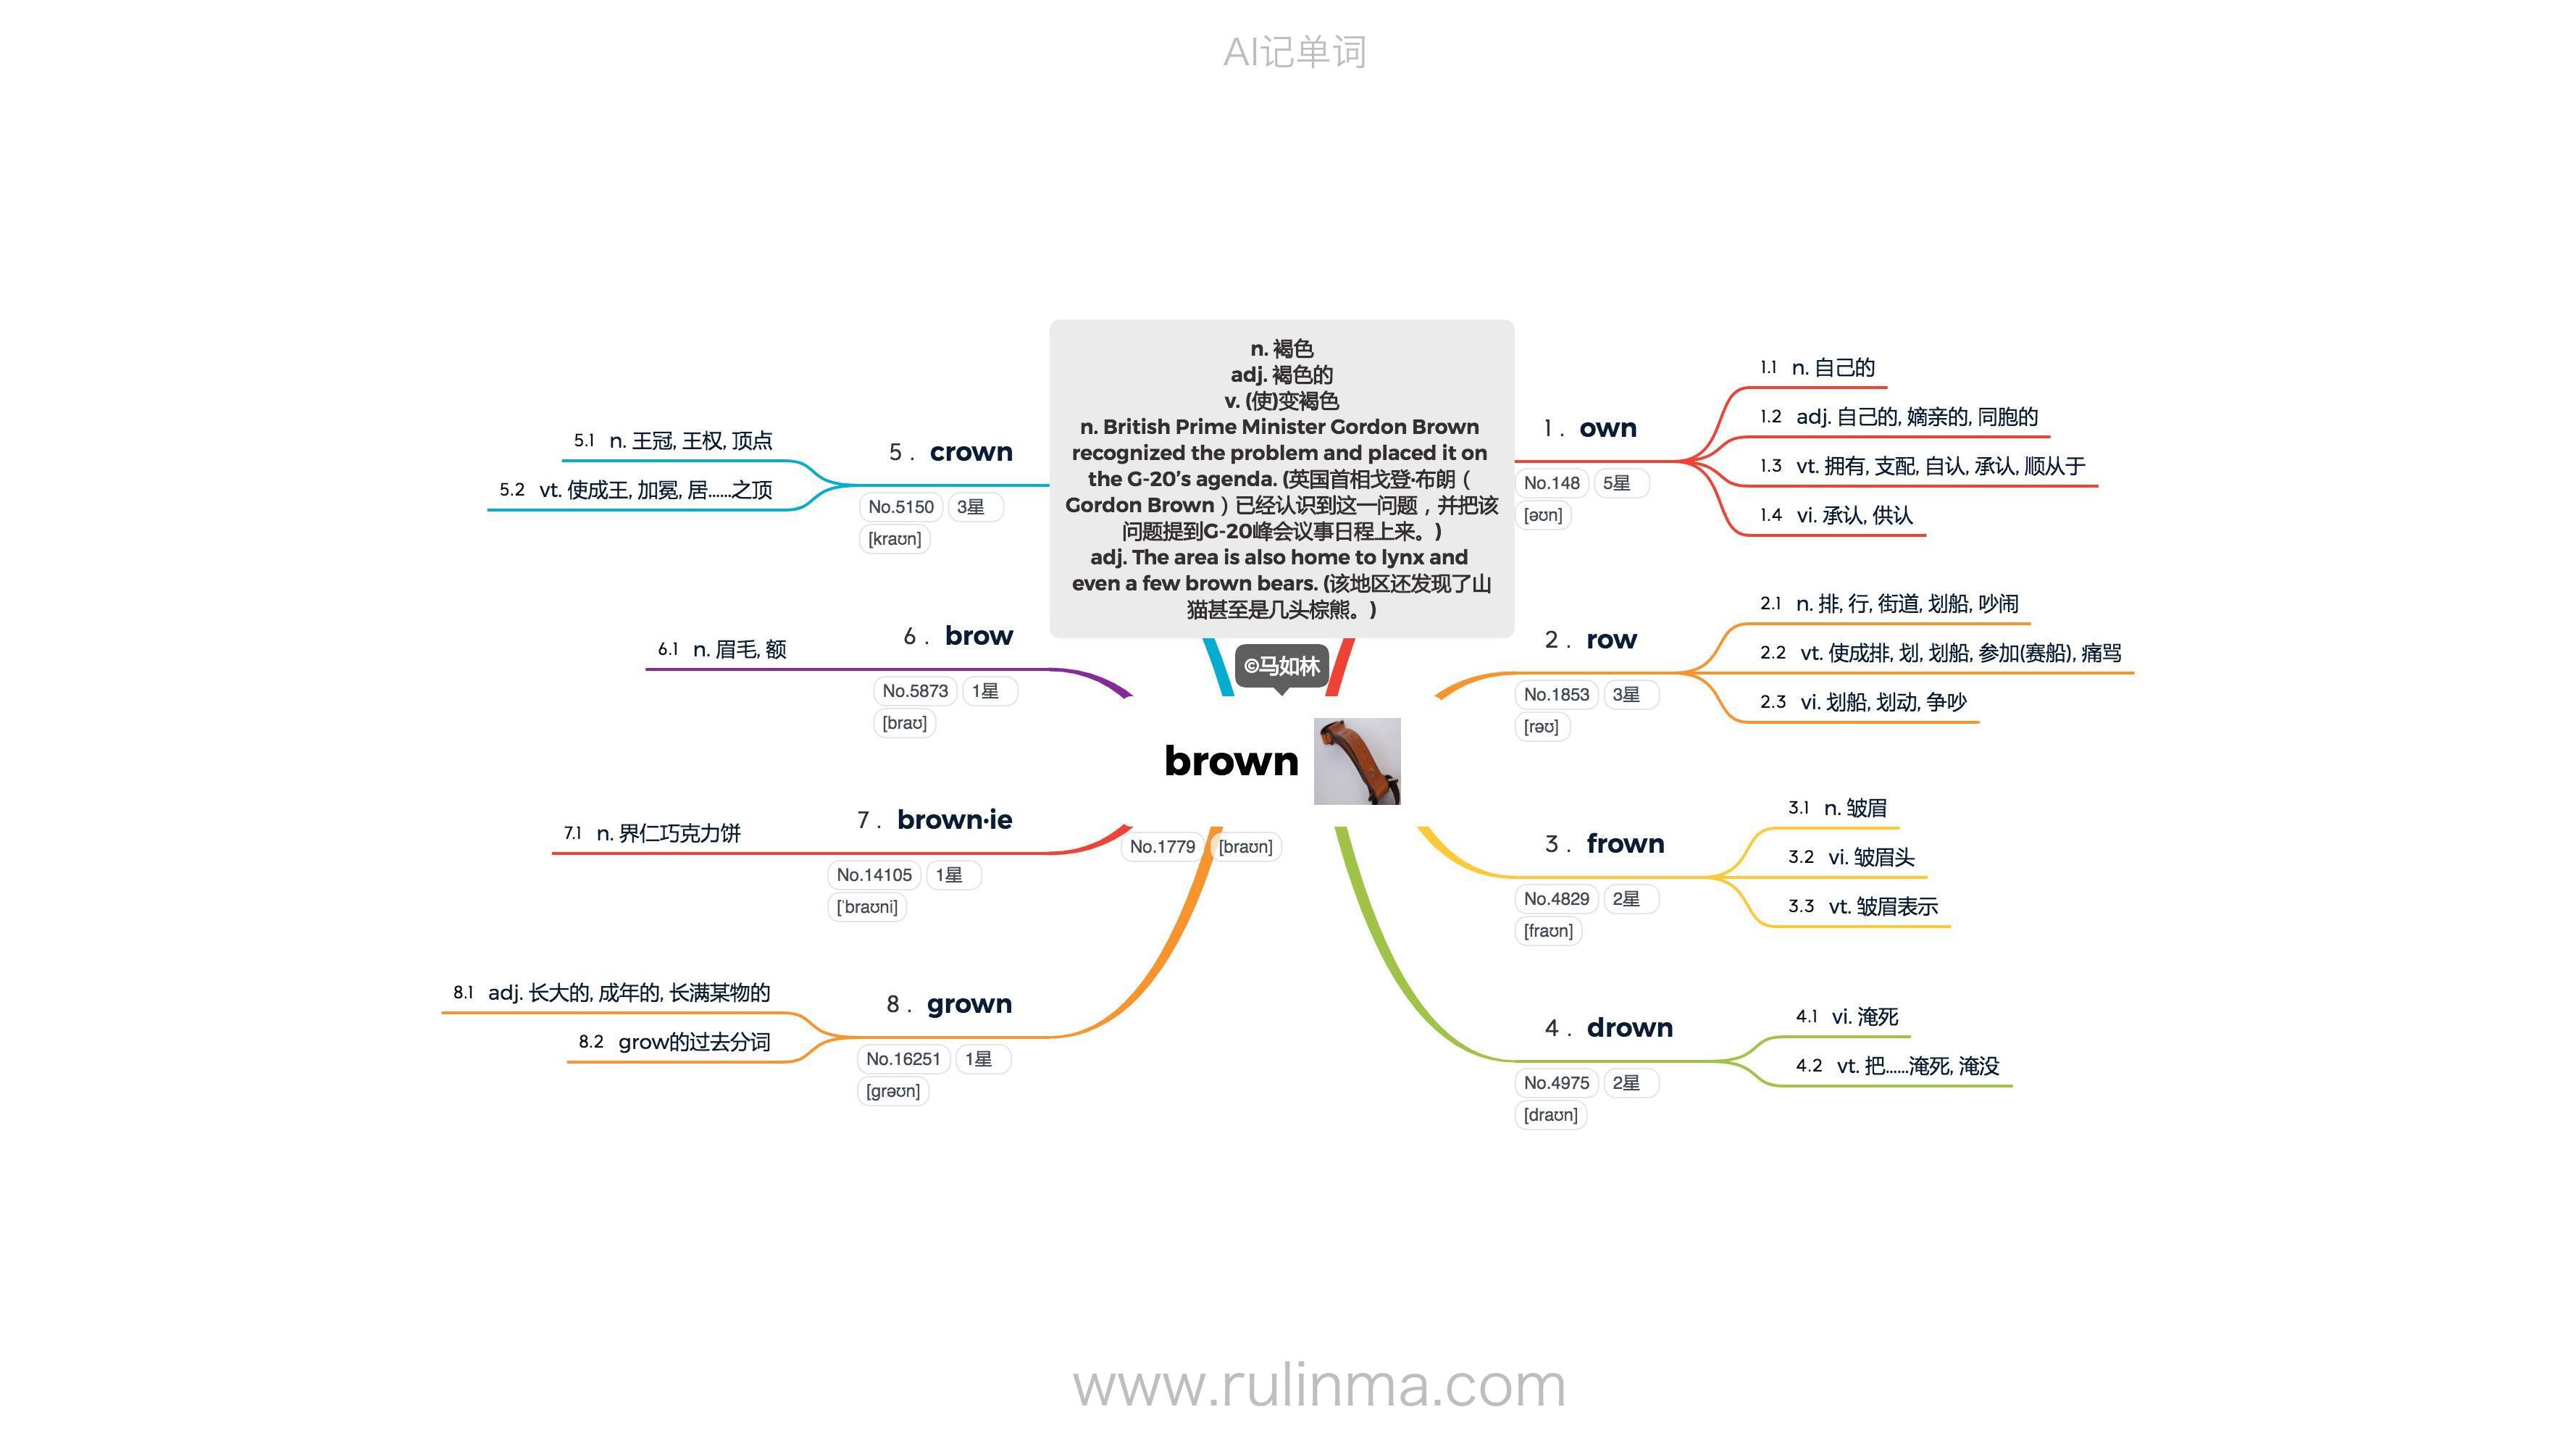 AI记单词
n. 褐色
adj. 褐色的
v. (使)变褐色
n. British Prime Minister Gordon Brown
recognized the problem and placed it on
the G-20’s agenda. (英国首相戈登·布朗（
Gordon Brown）已经认识到这一问题，并把该
问题提到G-20峰会议事日程上来。)
adj. The area is also home to lynx and
even a few brown bears. (该地区还发现了山
猫甚至是几头棕熊。)
©马如林
brown
No.1779 [braʊn]
1. own
No.148 5星
[əʊn]
1.1 n. 自己的
1.2 adj. 自己的, 嫡亲的, 同胞的
1.3 vt. 拥有, 支配, 自认, 承认, 顺从于
1.4 vi. 承认, 供认
2. row
No.1853 3星
[rəʊ]
2.1 n. 排, 行, 街道, 划船, 吵闹
2.2 vt. 使成排, 划, 划船, 参加(赛船), 痛骂
2.3 vi. 划船, 划动, 争吵
3. frown
No.4829 2星
[fraʊn]
3.1 n. 皱眉
3.2 vi. 皱眉头
3.3 vt. 皱眉表示
4. drown
No.4975 2星
[draʊn]
4.1 vi. 淹死
4.2 vt. 把......淹死, 淹没
5. crown
No.5150 3星
[kraʊn]
5.1 n. 王冠, 王权, 顶点
5.2 vt. 使成王, 加冕, 居......之顶
6. brow
No.5873 1星
[braʊ]
6.1 n. 眉毛, 额
7. brown·ie
No.14105 1星
[ˈbraʊni]
7.1 n. 界仁巧克力饼
8. grown
No.16251 1星
[grəʊn]
8.1 adj. 长大的, 成年的, 长满某物的
8.2 grow的过去分词
www.rulinma.com